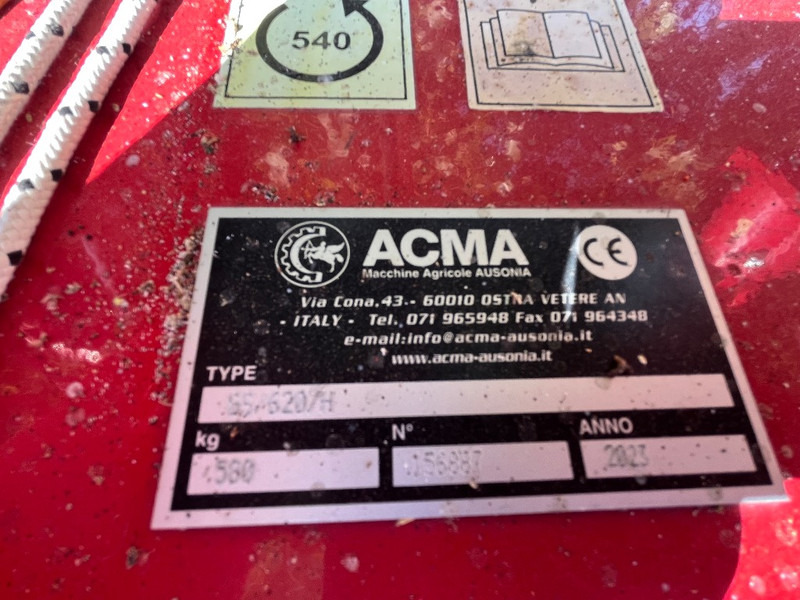 540
ACMA
Macchine Agricole AUSONIA
CE
Via Cona,43.- 60010 OSTRA VETERE AN
- ITALY - Tel. 071 965948 Fax 071 964348
e-mail:info@acma-ausonia.it
www.acma-ausonia.it
TYPE
620/H
kg N° ANNO
2023